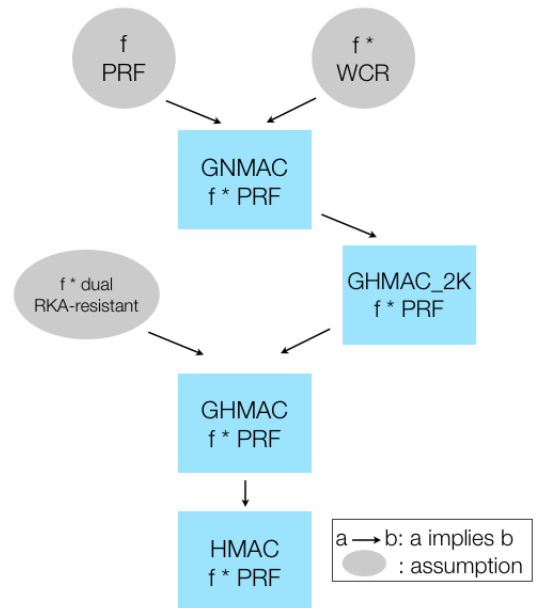 f
PRF
f *
WCR
GNMAC
f * PRF
f * dual
RKA-resistant
GHMAC_2K
f * PRF
GHMAC
f * PRF
HMAC
f * PRF
a → b: a implies b
: assumption